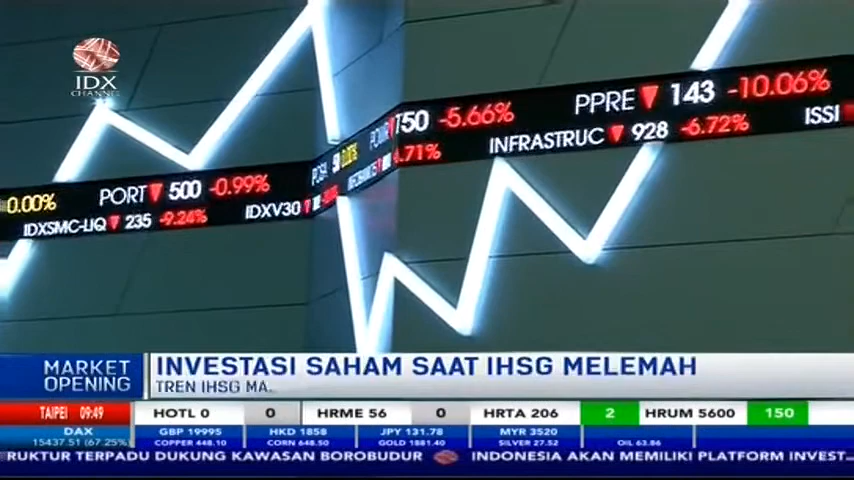 IDX
CHANNEL
T50 -5.66% PPRE ▼ 143 -10.06%
4.71% INFRASTRUC ▼ 928 -6.72% ISSI
0.00% PORT ▼ 500 -0.99%
IDXSMC-LIQ ▼ 235 -9.24% IDXV30 ▼
MARKET
OPENING
INVESTASI SAHAM SAAT IHSG MELEMAH
TREN IHSG MA.
TAIPEI 09:49 HOTL 0 0 HRME 56 0 HRTA 206 2 HRUM 5600 150
DAX GBP 19995 HKD 1858 JPY 131.78 MYR 3520
15437.51 (67.25%) COPPER 448.10 CORN 648.50 GOLD 1881.40 SILVER 27.52 OIL 63.86
RUKTUR TERPADU DUKUNG KAWASAN BOROBUDUR INDONESIA AKAN MEMILIKI PLATFORM INVEST...